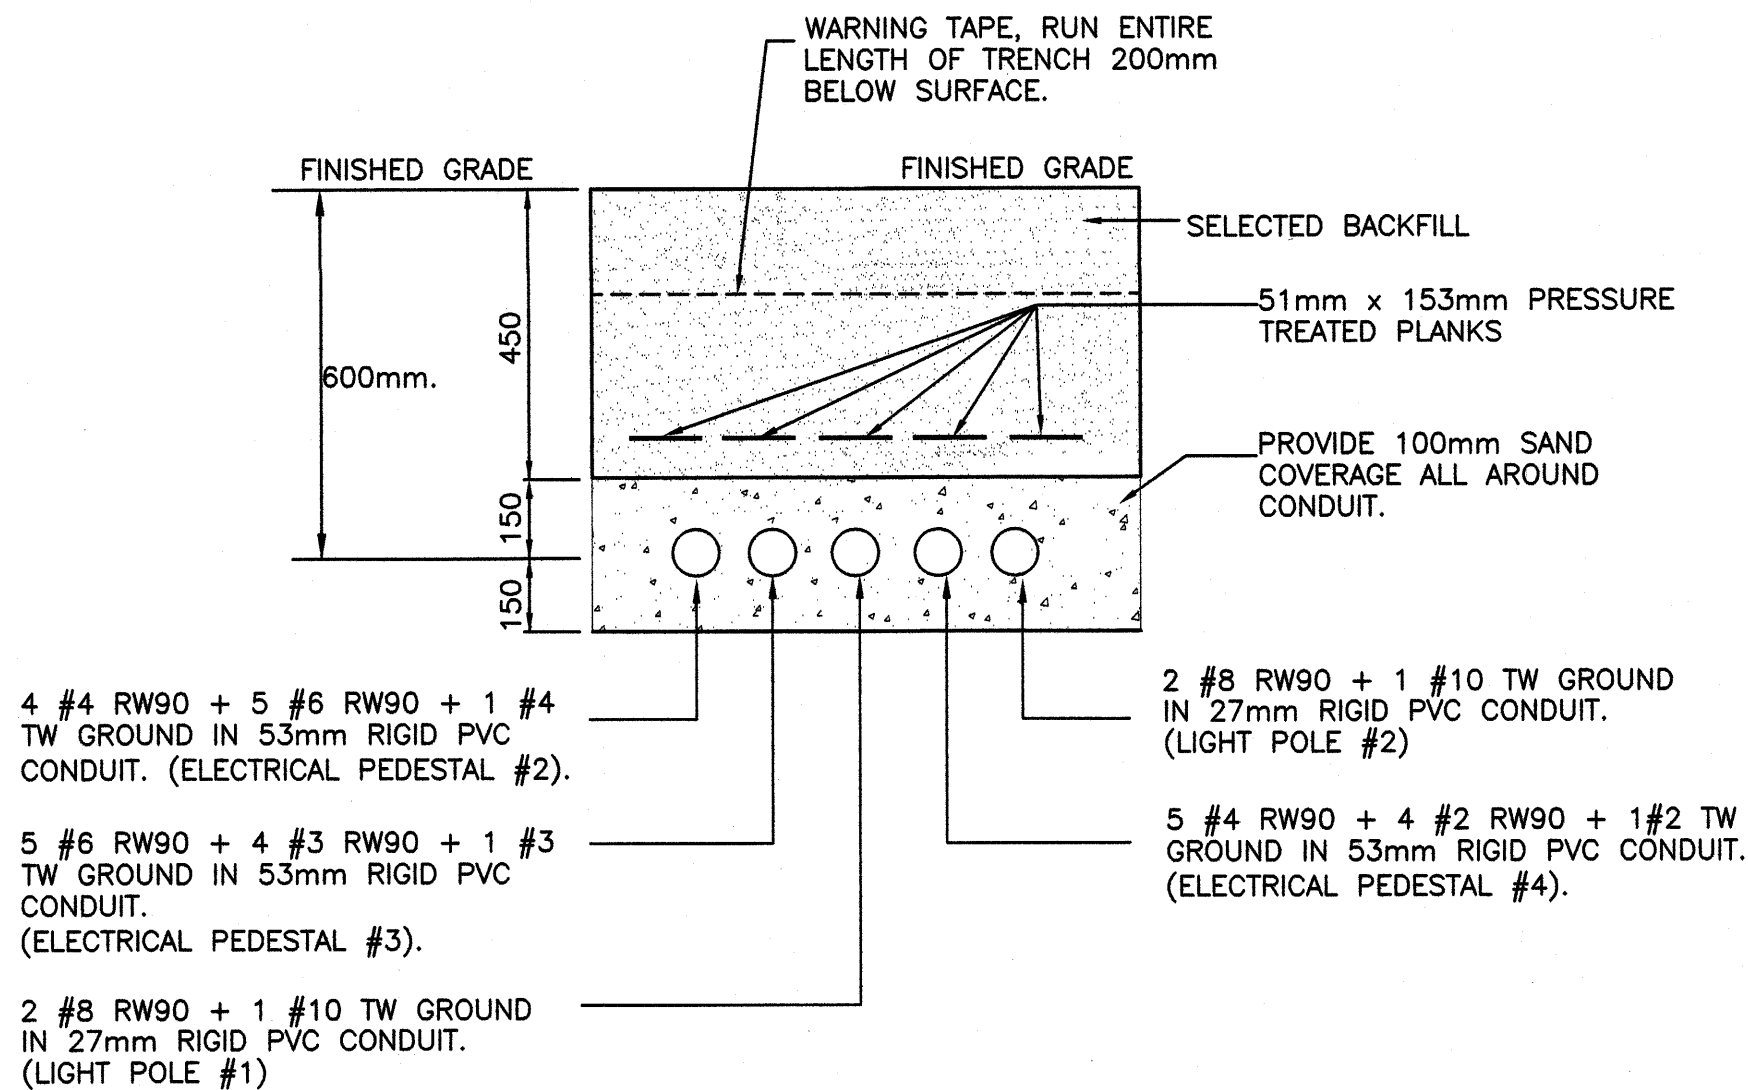 WARNING TAPE, RUN ENTIRE
LENGTH OF TRENCH 200mm
BELOW SURFACE.
FINISHED GRADE
FINISHED GRADE
SELECTED BACKFILL
51mm x 153mm PRESSURE
TREATED PLANKS
450
600mm.
PROVIDE 100mm SAND
COVERAGE ALL AROUND
CONDUIT.
150
150
4 #4 RW90 + 5 #6 RW90 + 1 #4
TW GROUND IN 53mm RIGID PVC
CONDUIT. (ELECTRICAL PEDESTAL #2).
5 #6 RW90 + 4 #3 RW90 + 1 #3
TW GROUND IN 53mm RIGID PVC
CONDUIT.
(ELECTRICAL PEDESTAL #3).
2 #8 RW90 + 1 #10 TW GROUND
IN 27mm RIGID PVC CONDUIT.
(LIGHT POLE #1)
2 #8 RW90 + 1 #10 TW GROUND
IN 27mm RIGID PVC CONDUIT.
(LIGHT POLE #2)
5 #4 RW90 + 4 #2 RW90 + 1#2 TW
GROUND IN 53mm RIGID PVC CONDUIT.
(ELECTRICAL PEDESTAL #4).